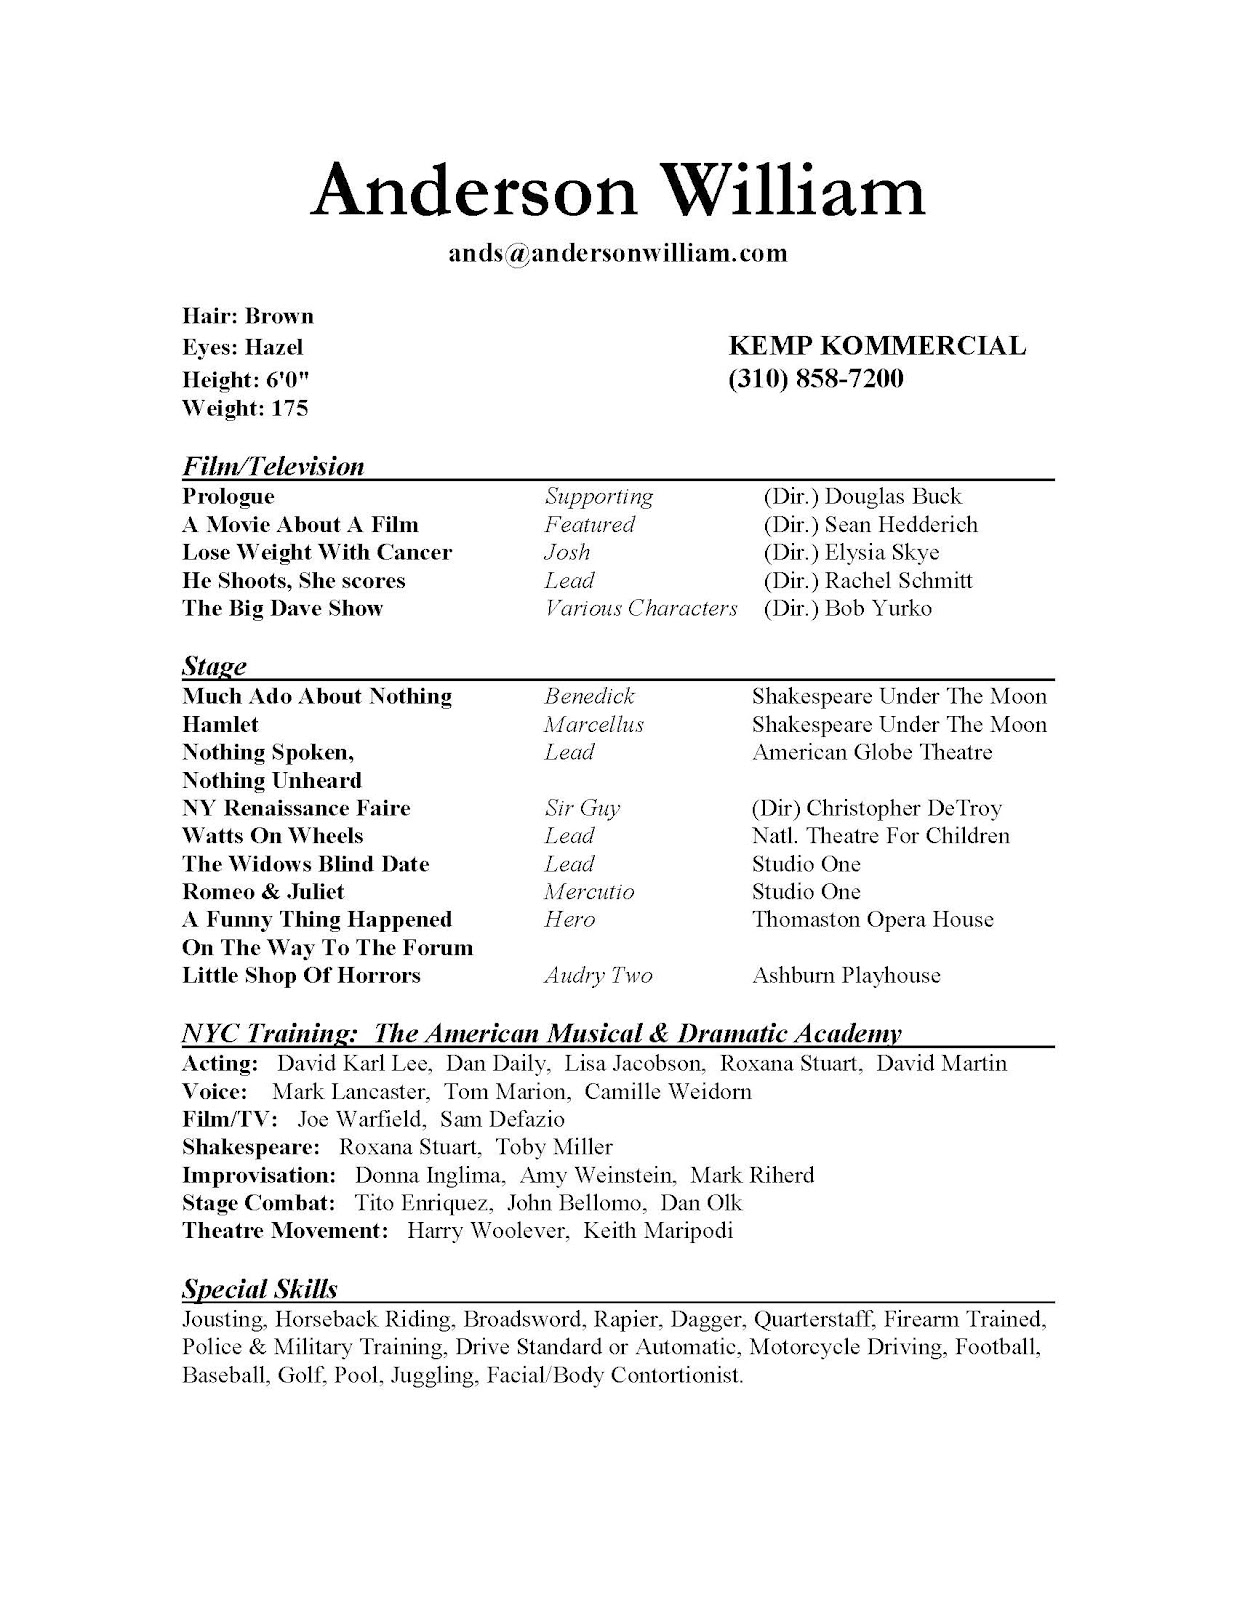 Anderson William
ands@andersonwilliam.com
Hair: Brown
Eyes: Hazel
KEMP KOMMERCIAL
Height: 6'0"
(310) 858-7200
Weight: 175
Film/Television
Prologue Supporting (Dir.) Douglas Buck
A Movie About A Film Featured (Dir.) Sean Hedderich
Lose Weight With Cancer Josh (Dir.) Elysia Skye
He Shoots, She scores Lead (Dir.) Rachel Schmitt
The Big Dave Show Various Characters (Dir.) Bob Yurko
Stage
Much Ado About Nothing Benedick Shakespeare Under The Moon
Hamlet Marcellus Shakespeare Under The Moon
Nothing Spoken, Lead American Globe Theatre
Nothing Unheard
NY Renaissance Faire Sir Guy (Dir) Christopher DeTroy
Watts On Wheels Lead Natl. Theatre For Children
The Widows Blind Date Lead Studio One
Romeo & Juliet Mercutio Studio One
A Funny Thing Happened Hero Thomaston Opera House
On The Way To The Forum
Little Shop Of Horrors Audry Two Ashburn Playhouse
NYC Training: The American Musical & Dramatic Academy
Acting: David Karl Lee, Dan Daily, Lisa Jacobson, Roxana Stuart, David Martin
Voice: Mark Lancaster, Tom Marion, Camille Weidorn
Film/TV: Joe Warfield, Sam Defazio
Shakespeare: Roxana Stuart, Toby Miller
Improvisation: Donna Inglima, Amy Weinstein, Mark Riherd
Stage Combat: Tito Enriquez, John Bellomo, Dan Olk
Theatre Movement: Harry Woolever, Keith Maripodi
Special Skills
Jousting, Horseback Riding, Broadsword, Rapier, Dagger, Quarterstaff, Firearm Trained,
Police & Military Training, Drive Standard or Automatic, Motorcycle Driving, Football,
Baseball, Golf, Pool, Juggling, Facial/Body Contortionist.